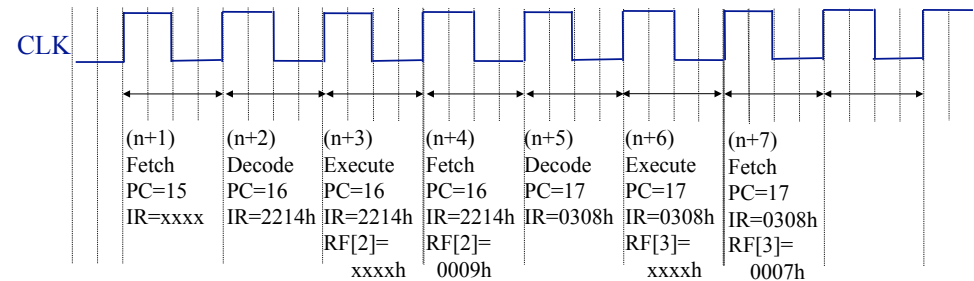 CLK
(n+1)
Fetch
PC=15
IR=xxxx
(n+2)
Decode
PC=16
IR=2214h
(n+3)
Execute
PC=16
IR=2214h
RF[2]=
xxxxh
(n+4)
Fetch
PC=16
IR=2214h
RF[2]=
0009h
(n+5)
Decode
PC=17
IR=0308h
(n+6)
Execute
PC=17
IR=0308h
RF[3]=
xxxxh
(n+7)
Fetch
PC=17
IR=0308h
RF[3]=
0007h